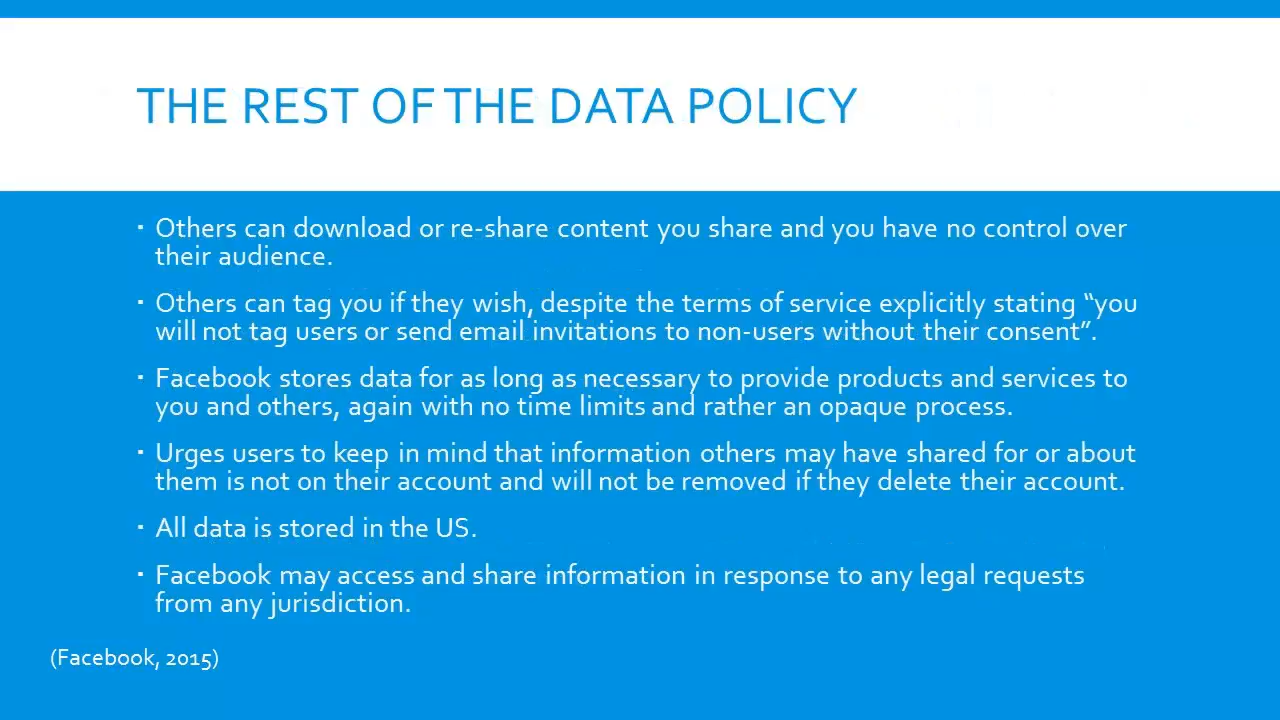 THE REST OF THE DATA POLICY
▪ Others can download or re-share content you share and you have no control over
their audience.
▪ Others can tag you if they wish, despite the terms of service explicitly stating “you
will not tag users or send email invitations to non-users without their consent”.
▪ Facebook stores data for as long as necessary to provide products and services to
you and others, again with no time limits and rather an opaque process.
▪ Urges users to keep in mind that information others may have shared for or about
them is not on their account and will not be removed if they delete their account.
▪ All data is stored in the US.
▪ Facebook may access and share information in response to any legal requests
from any jurisdiction.
(Facebook, 2015)